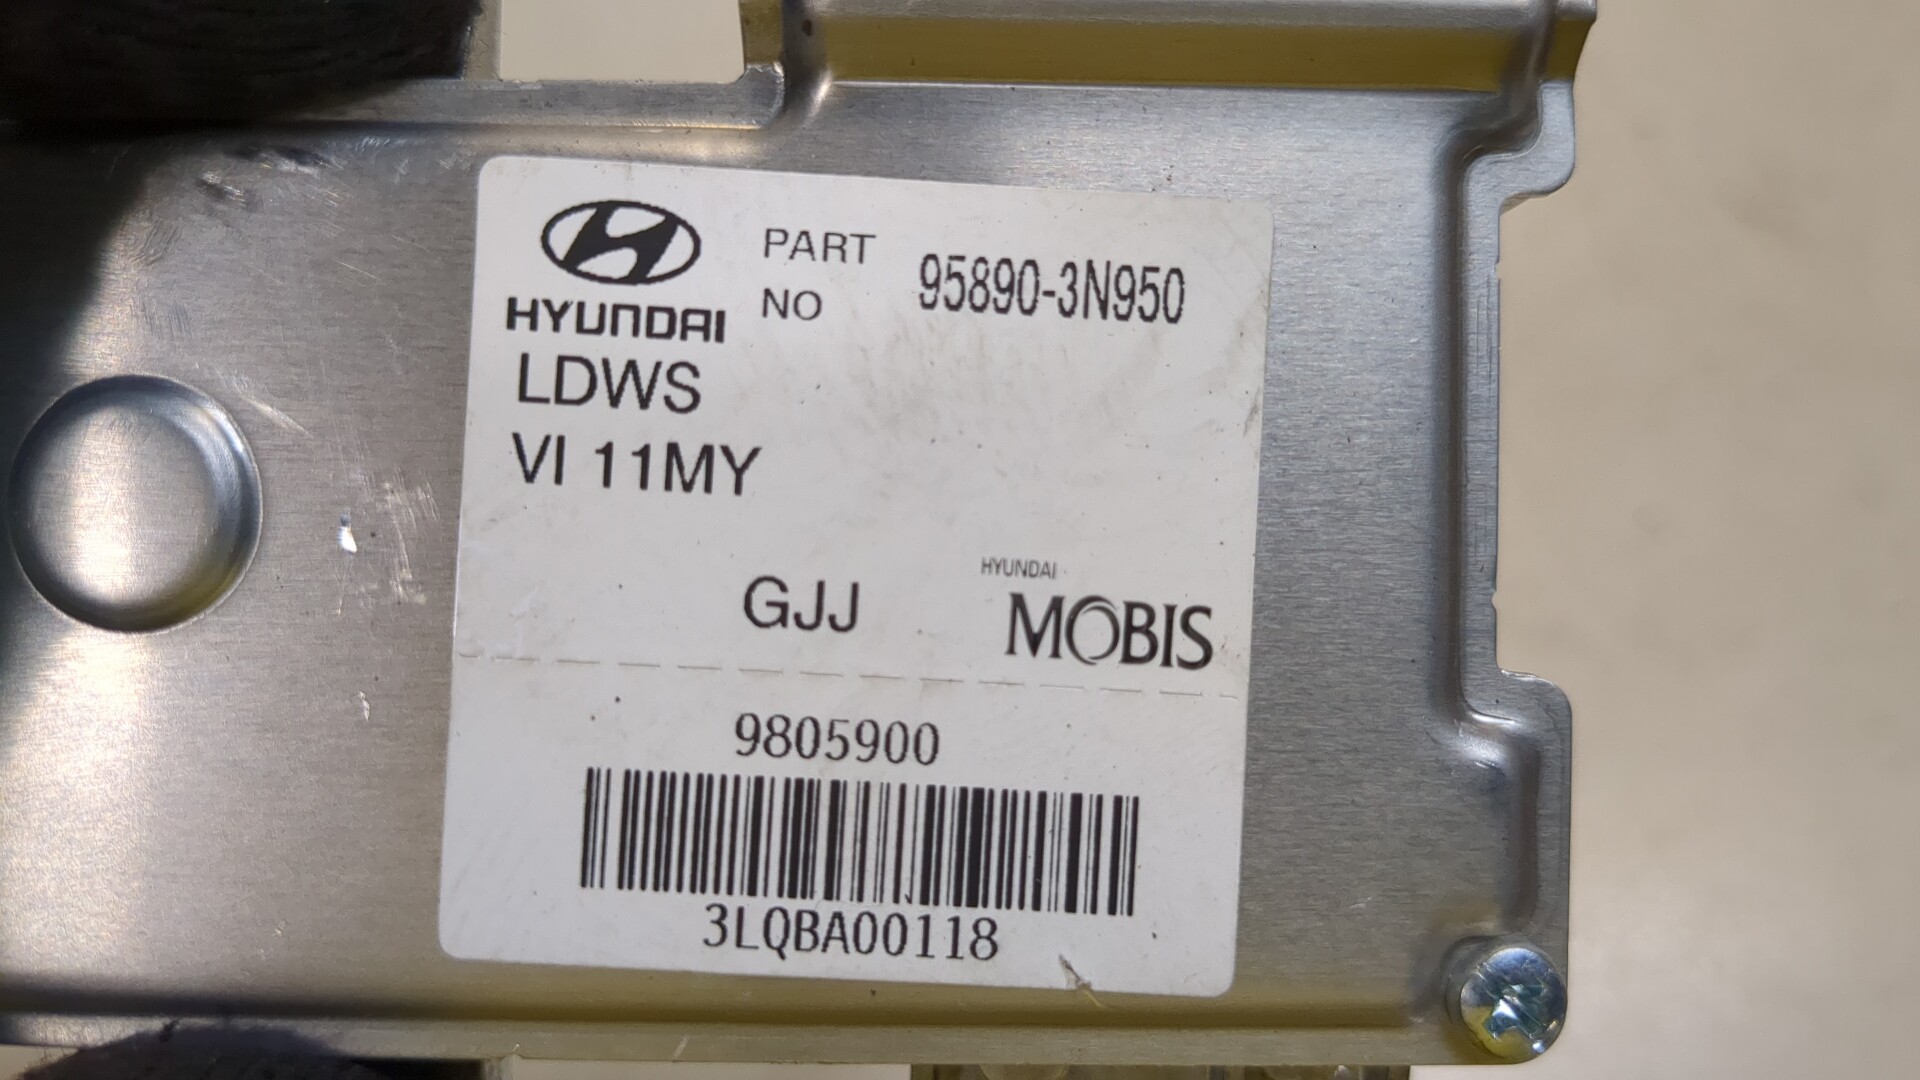 HYUNDAI
PART NO 95890-3N950
LDWS
VI 11MY
GJJ
HYUNDAI
MOBIS
9805900
3LQBA00118